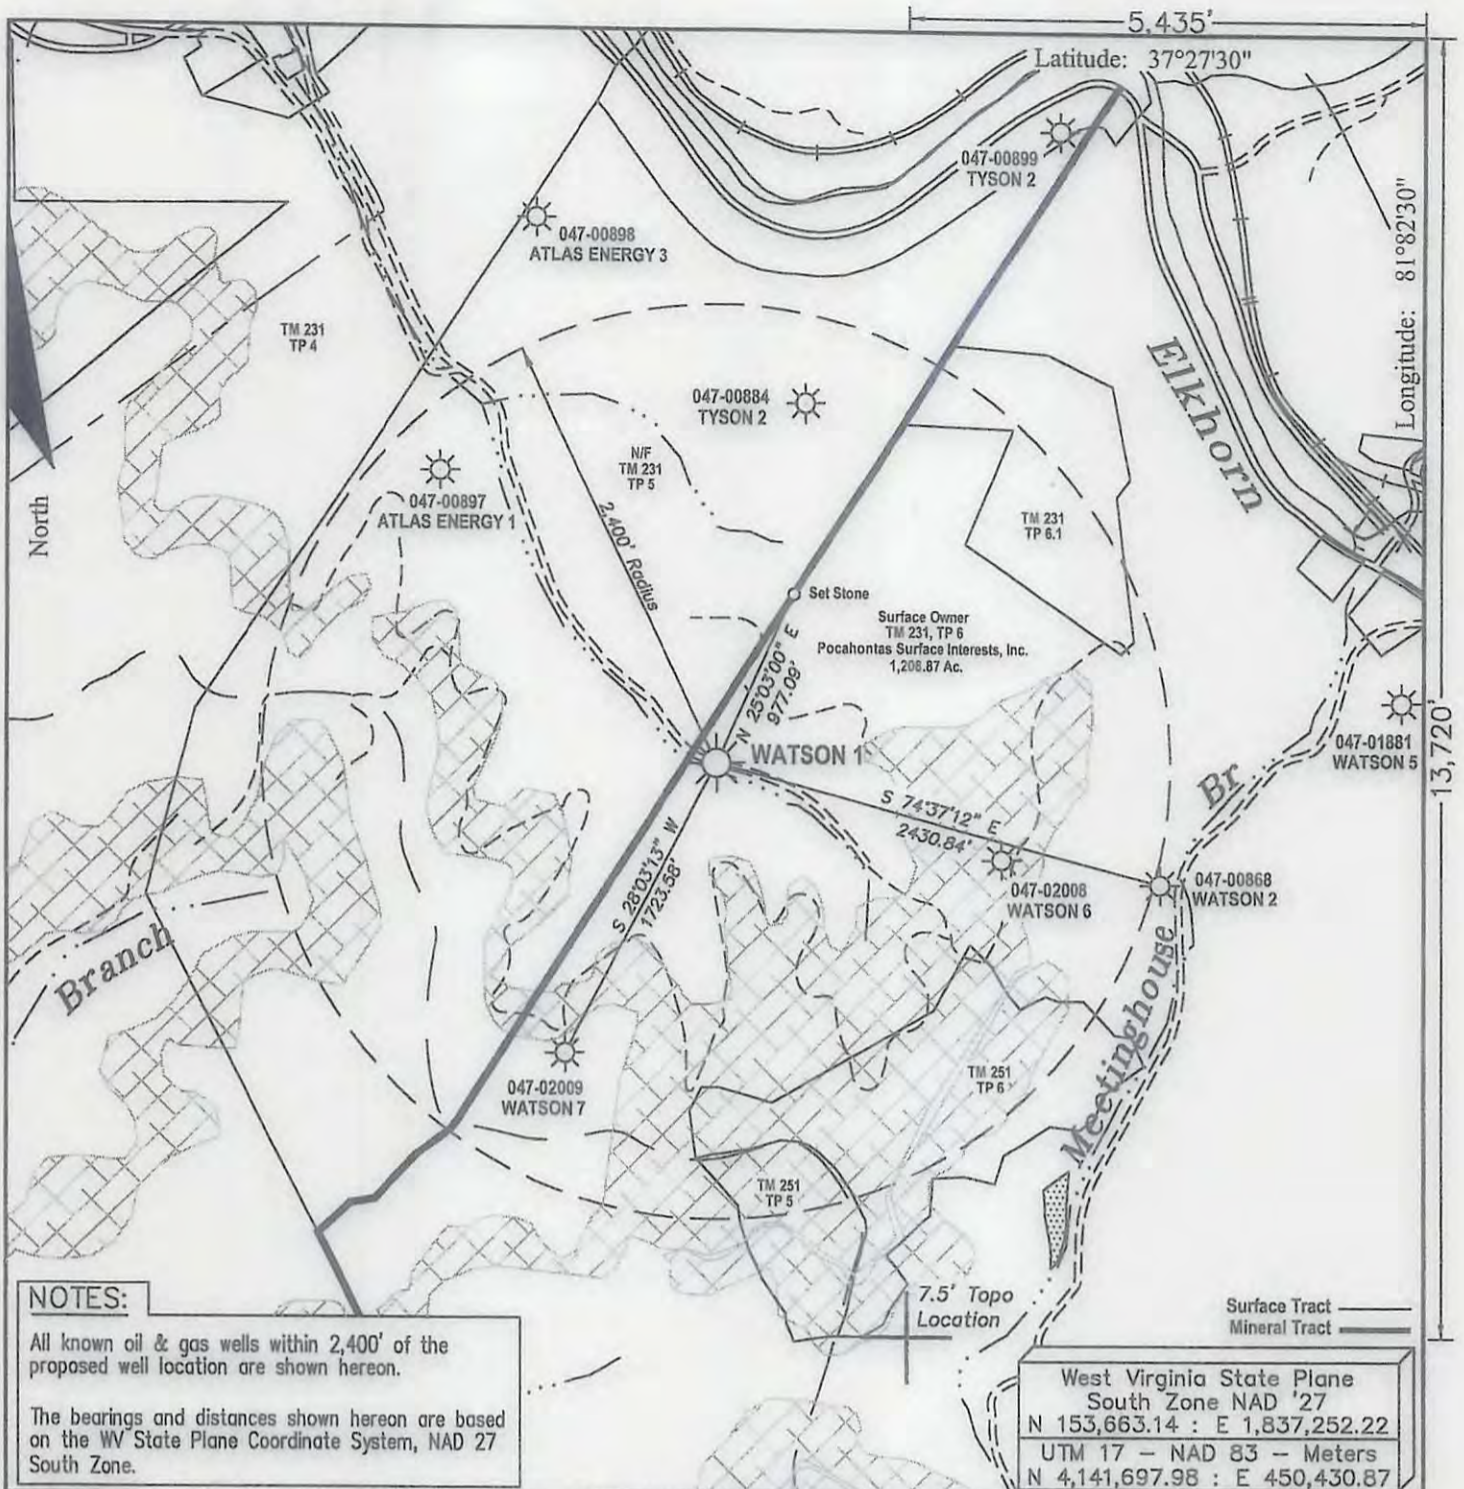 5,435'
Latitude: 37°27'30"
047-00899
TYSON 2
047-00898
ATLAS ENERGY 3
Longitude: 81°82'30"
TM 231
TP 4
Elkhorn
047-00884
TYSON 2
N/F
TM 231
TP 5
047-00897
ATLAS ENERGY 1
North
2,400' Radius
TM 231
TP 6.1
Set Stone
Surface Owner
TM 231, TP 6
Pocahontas Surface Interests, Inc.
1,208.87 Ac.
N 25°03'00" E
977.09'
WATSON 1
047-01881
WATSON 5
13,720'
Br
S 74°37'12" E
2430.84'
S 28°03'13" W
1723.58'
047-02008
WATSON 6
047-00868
WATSON 2
Branch
Meetinghouse
047-02009
WATSON 7
TM 251
TP 6
TM 251
TP 5
7.5' Topo
Location
Surface Tract
Mineral Tract
NOTES:
All known oil & gas wells within 2,400' of the
proposed well location are shown hereon.
The bearings and distances shown hereon are based
on the WV State Plane Coordinate System, NAD 27
South Zone.
West Virginia State Plane
South Zone NAD '27
N 153,663.14 : E 1,837,252.22
UTM 17 - NAD 83 - Meters
N 4,141,697.98 : E 450,430.87